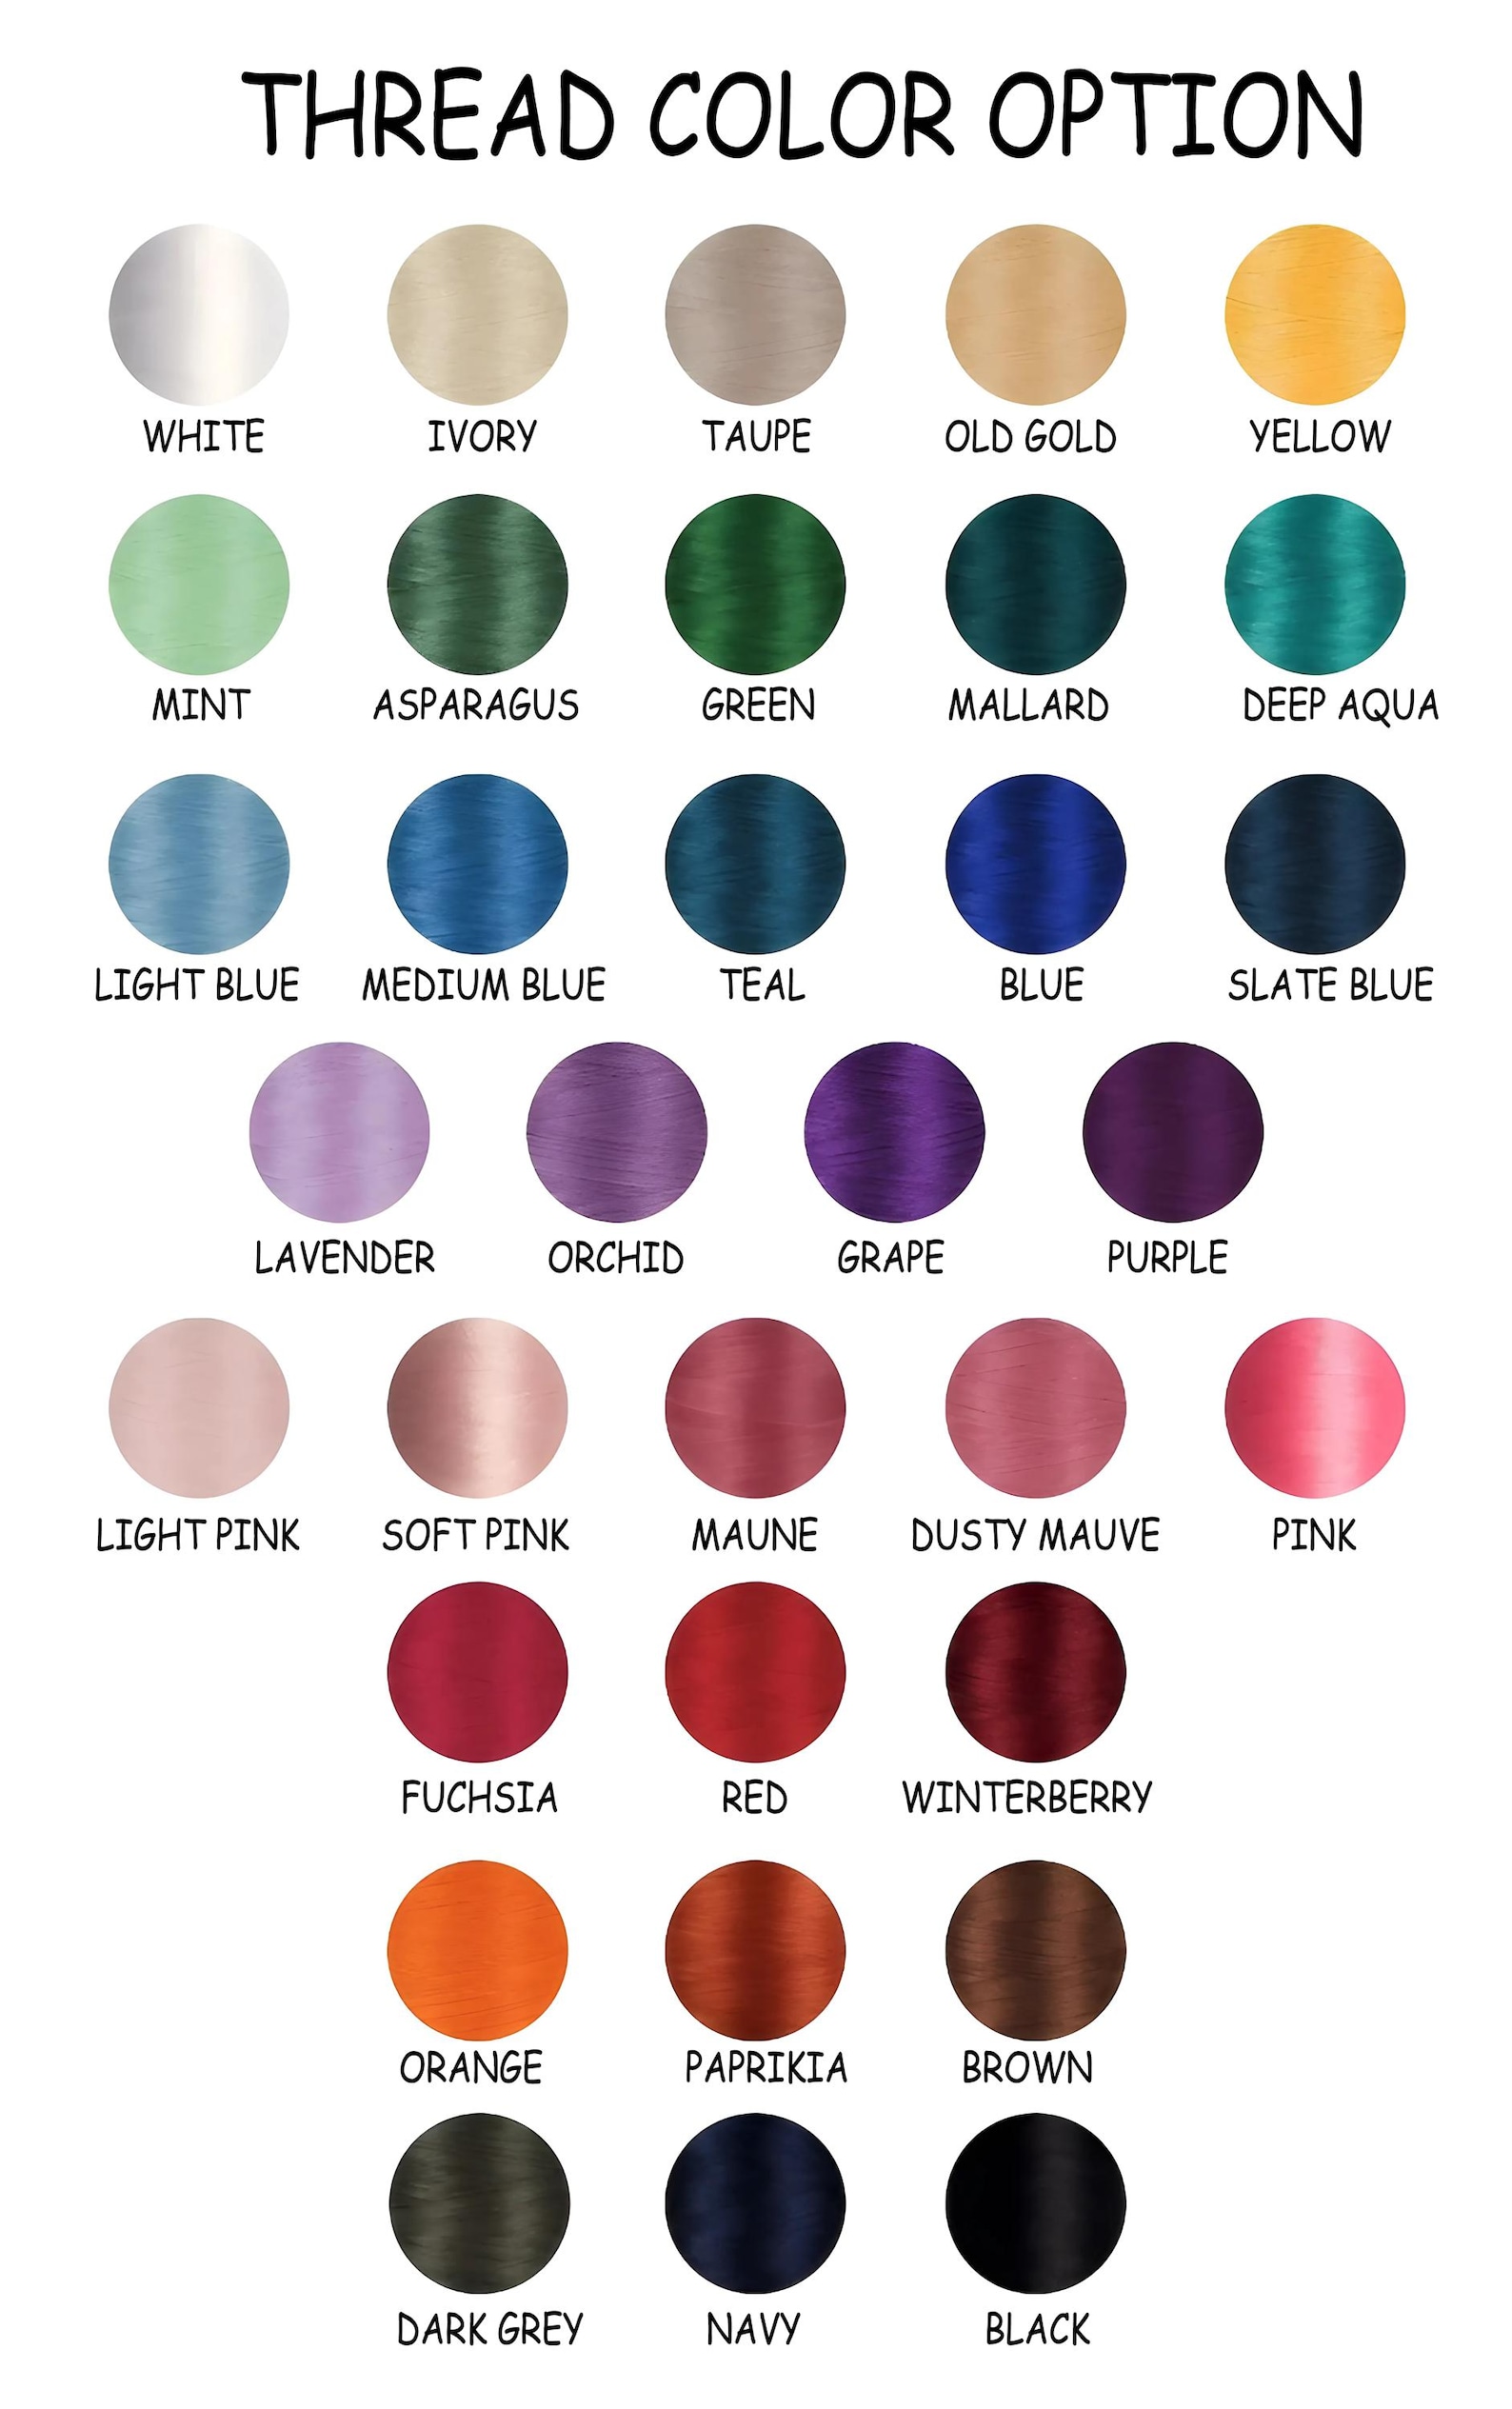 THREAD COLOR OPTION
WHITE IVORY TAUPE OLD GOLD YELLOW
MINT ASPARAGUS GREEN MALLARD DEEP AQUA
LIGHT BLUE MEDIUM BLUE TEAL BLUE SLATE BLUE
LAVENDER ORCHID GRAPE PURPLE
LIGHT PINK SOFT PINK MAUNE DUSTY MAUVE PINK
FUCHSIA RED WINTERBERRY
ORANGE PAPRIKIA BROWN
DARK GREY NAVY BLACK